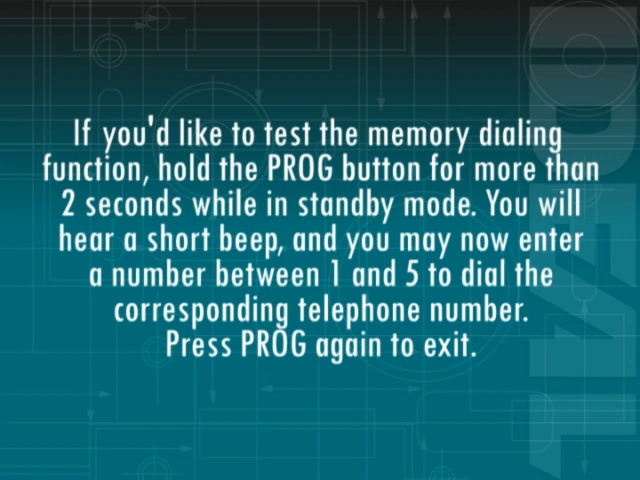 If you'd like to test the memory dialing
function, hold the PROG button for more than
2 seconds while in standby mode. You will
hear a short beep, and you may now enter
a number between 1 and 5 to dial the
corresponding telephone number.
Press PROG again to exit.